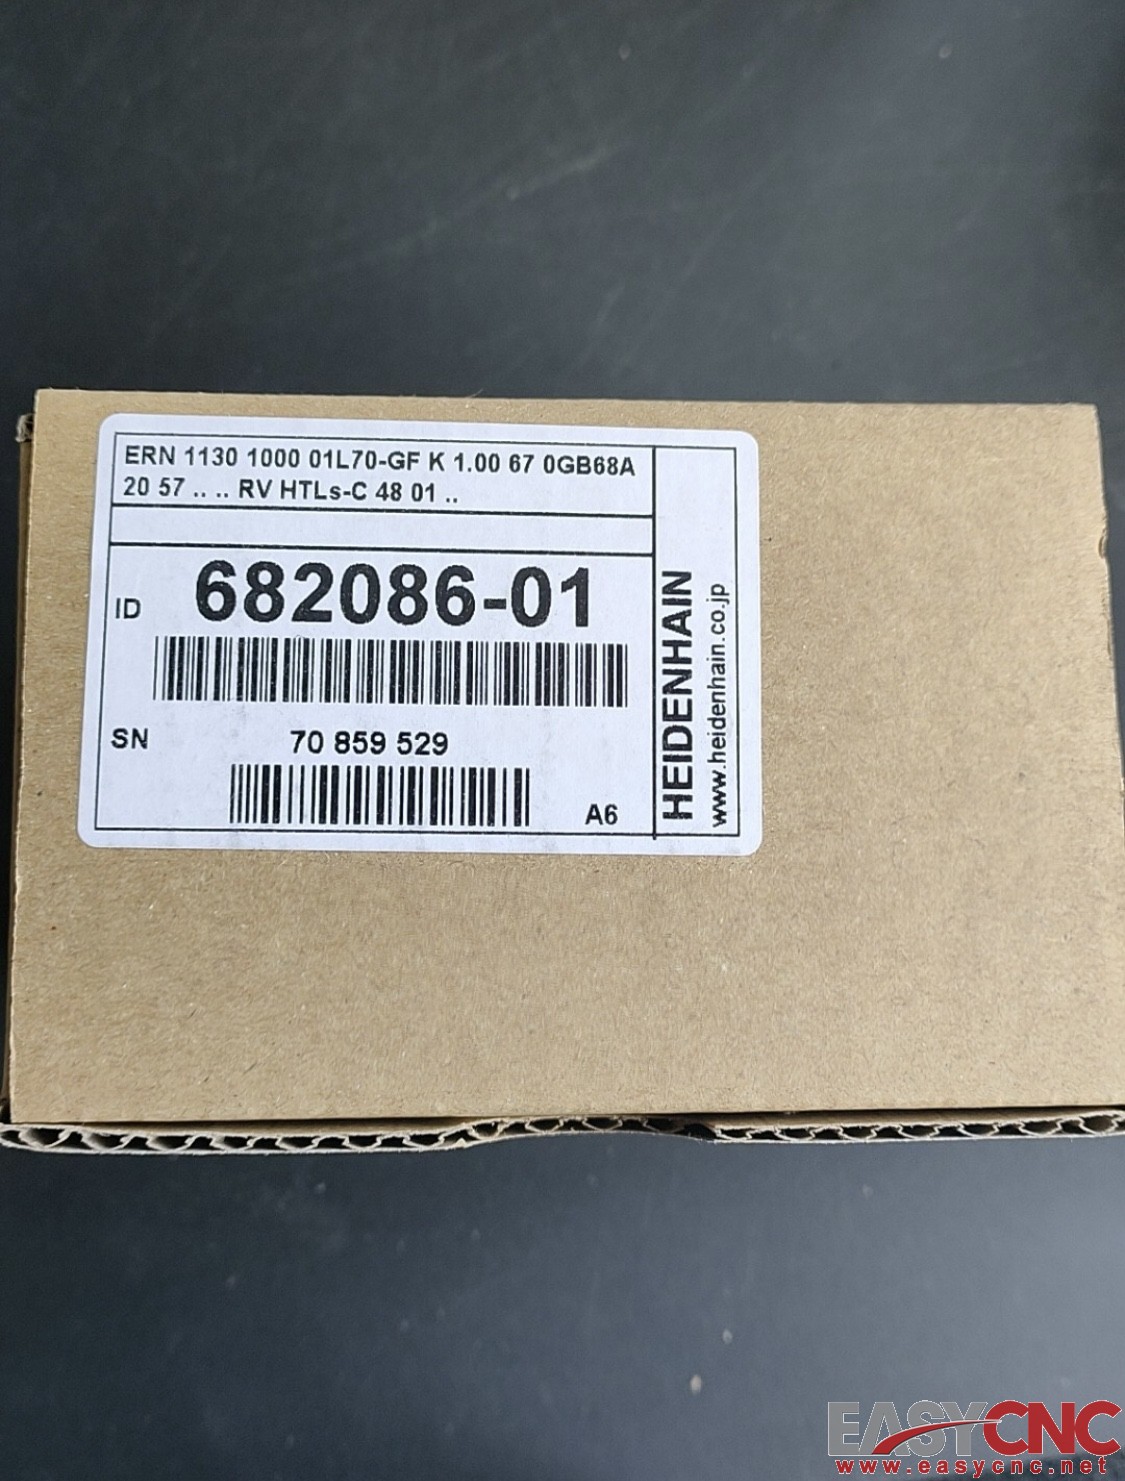 ERN 1130 1000 01L70-GF K 1.00 67 0GB68A
20 57 .. .. RV HTLs-C 48 01 ..
ID 682086-01
SN 70 859 529
A6
HEIDENHAIN
www.heidenhain.co.jp
EASYCNC
www.easycnc.net